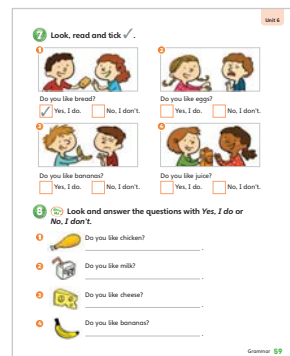 Unit 6
7 Look, read and tick ✓.
1
2
Do you like bread?
Do you like eggs?
Yes, I do. No, I don't.
Yes, I do. No, I don't.
3
4
Do you like bananas?
Do you like juice?
Yes, I do. No, I don't.
Yes, I do. No, I don't.
8 Look and answer the questions with Yes, I do or
No, I don't.
1 Do you like chicken?
2 Do you like milk?
3 Do you like cheese?
4 Do you like bananas?
Grammar 59